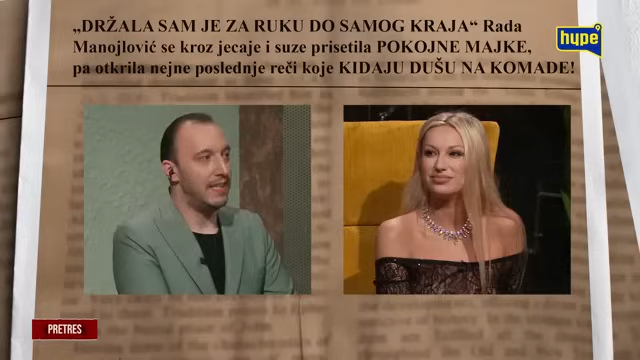 „DRŽALA SAM JE ZA RUKU DO SAMOG KRAJA“ Rada
Manojlović se kroz jecaje i suze prisetila POKOJNE MAJKE,
pa otkrila nejne poslednje reči koje KIDAJU DUŠU NA KOMADE!
hype
PRETRES